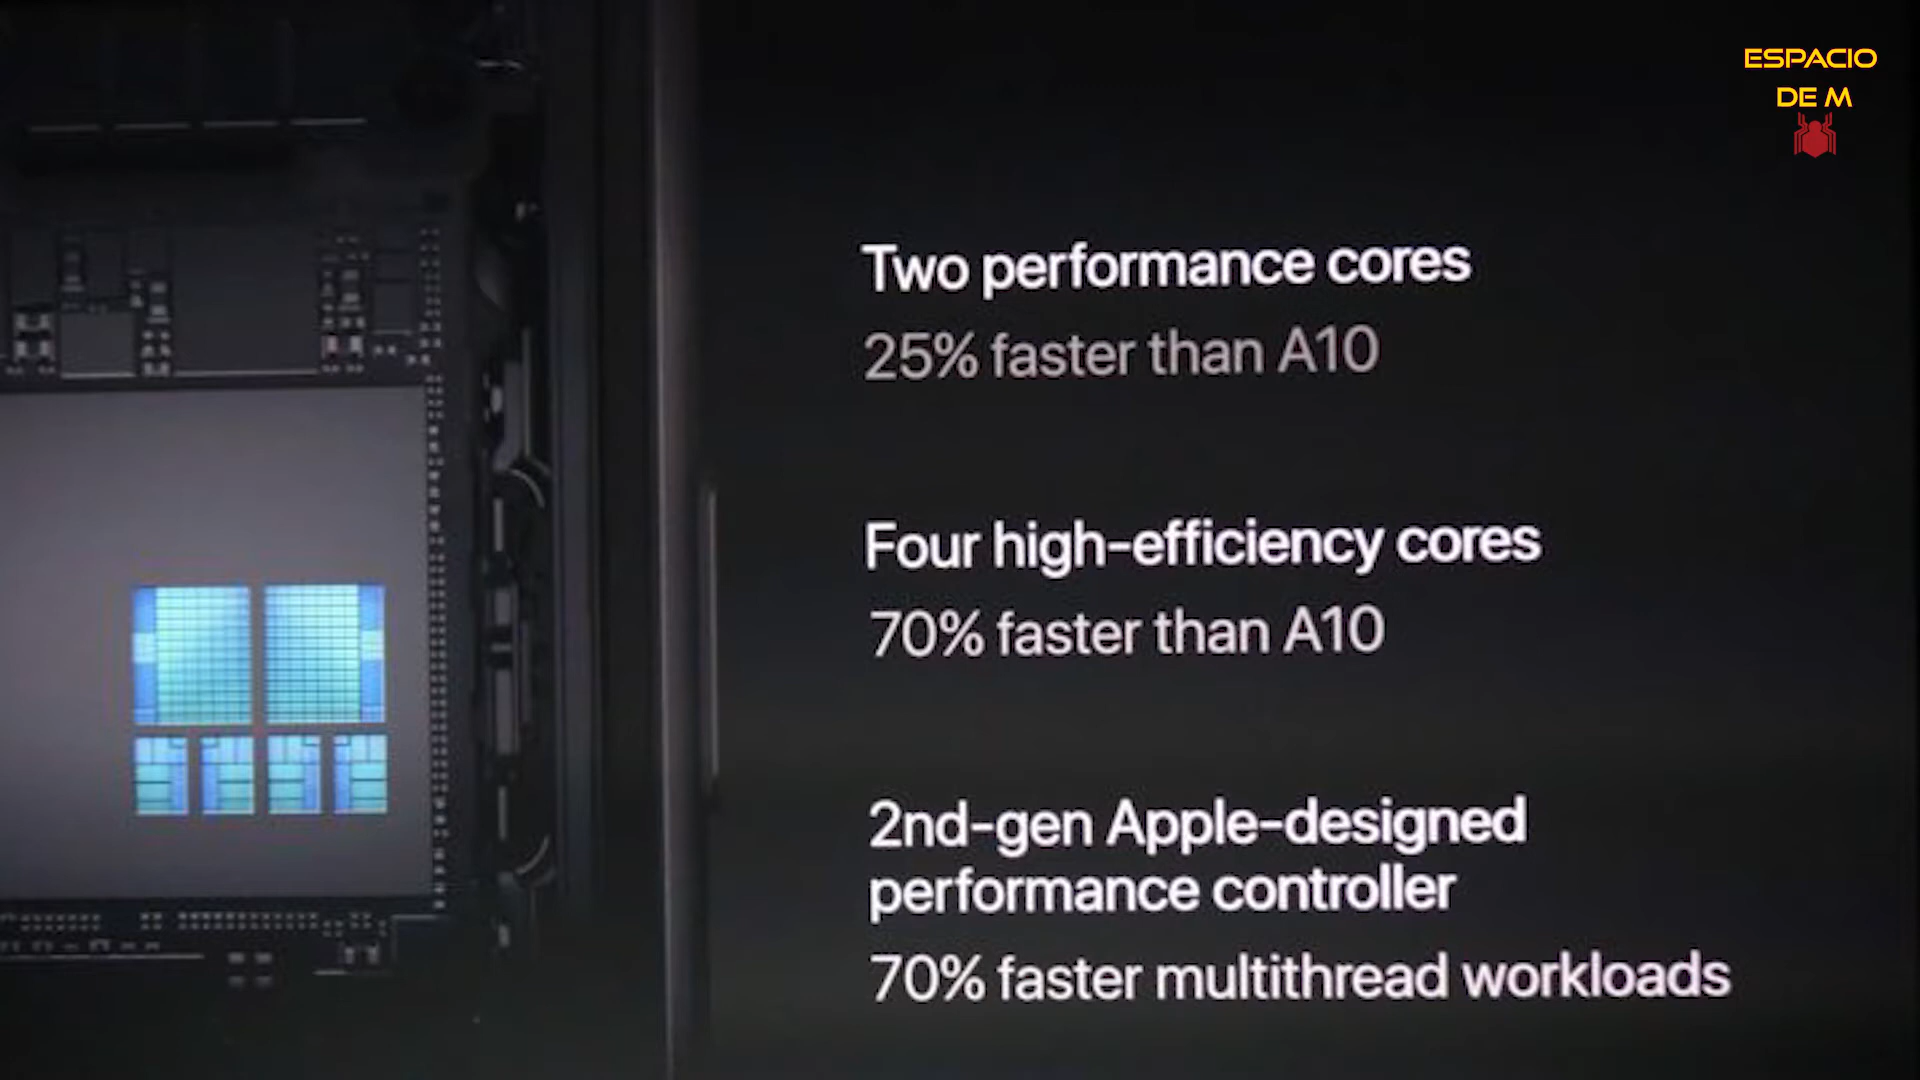 ESPACIO
DE M
Two performance cores
25% faster than A10
Four high-efficiency cores
70% faster than A10
2nd-gen Apple-designed
performance controller
70% faster multithread workloads